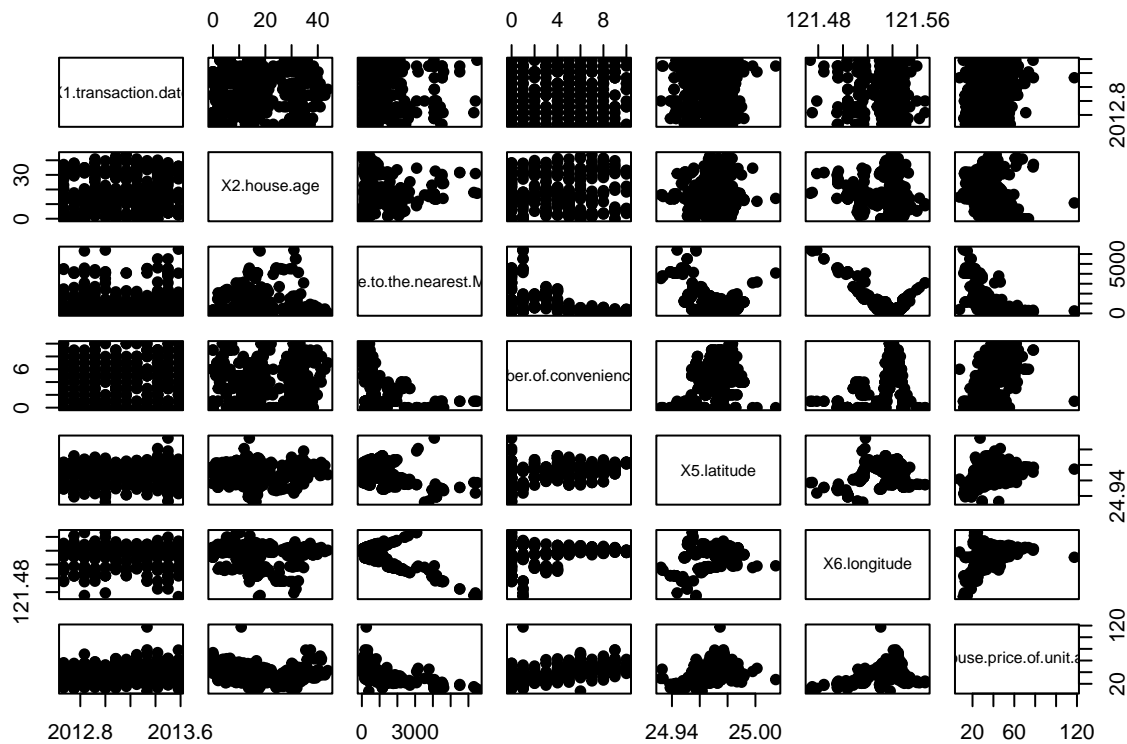 0 20 40 0 4 8 121.48 121.56
X1.transaction.dat
2012.8
0 30
X2.house.age
e.to.the.nearest.M
0 5000
0 6
ber.of.convenienc
X5.latitude
24.94
121.48
X6.longitude
ouse.price.of.unit.a
20 120
2012.8 2013.6 0 3000 24.94 25.00 20 60 120